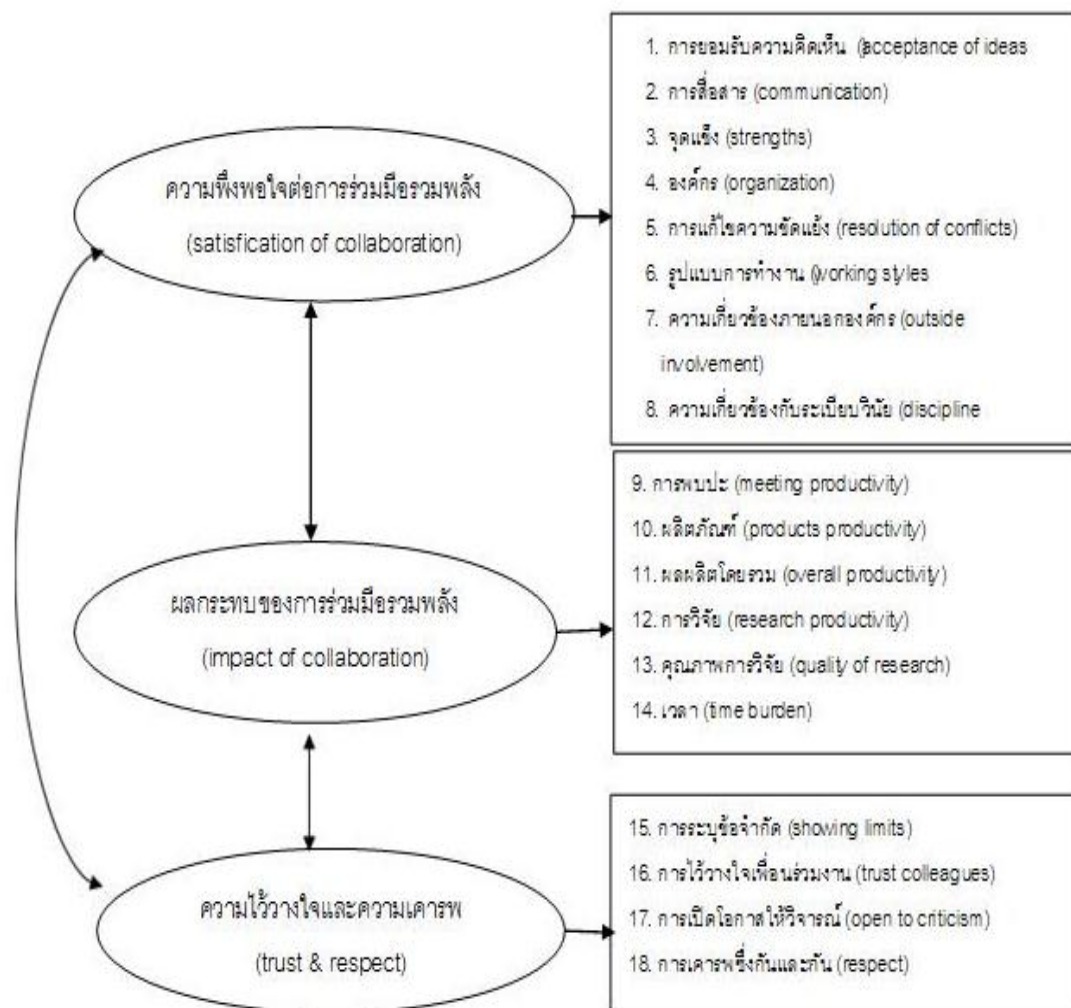 ความพึงพอใจต่อการร่วมมือรวมพลัง
(satisfication of collaboration)
1. การยอมรับความคิดเห็น (acceptance of ideas
2. การสื่อสาร (communication)
3. จุดแข็ง (strengths)
4. องค์กร (organization)
5. การแก้ไขความขัดแย้ง (resolution of conflicts)
6. รูปแบบการทำงาน (working styles
7. ความเกี่ยวข้องภายนอกองค์กร (outside
involvement)
8. ความเกี่ยวข้องกับระเบียบวินัย (discipline
ผลกระทบของการร่วมมือรวมพลัง
(impact of collaboration)
9. การพบปะ (meeting productivity)
10. ผลิตภัณฑ์ (products productivity)
11. ผลผลิตโดยรวม (overall productivity)
12. การวิจัย (research productivity)
13. คุณภาพการวิจัย (quality of research)
14. เวลา (time burden)
ความไว้วางใจและความเคารพ
(trust & respect)
15. การระบุข้อจำกัด (showing limits)
16. การไว้วางใจเพื่อนร่วมงาน (trust colleagues)
17. การเปิดโอกาสให้วิจารณ์ (open to criticism)
18. การเคารพซึ่งกันและกัน (respect)